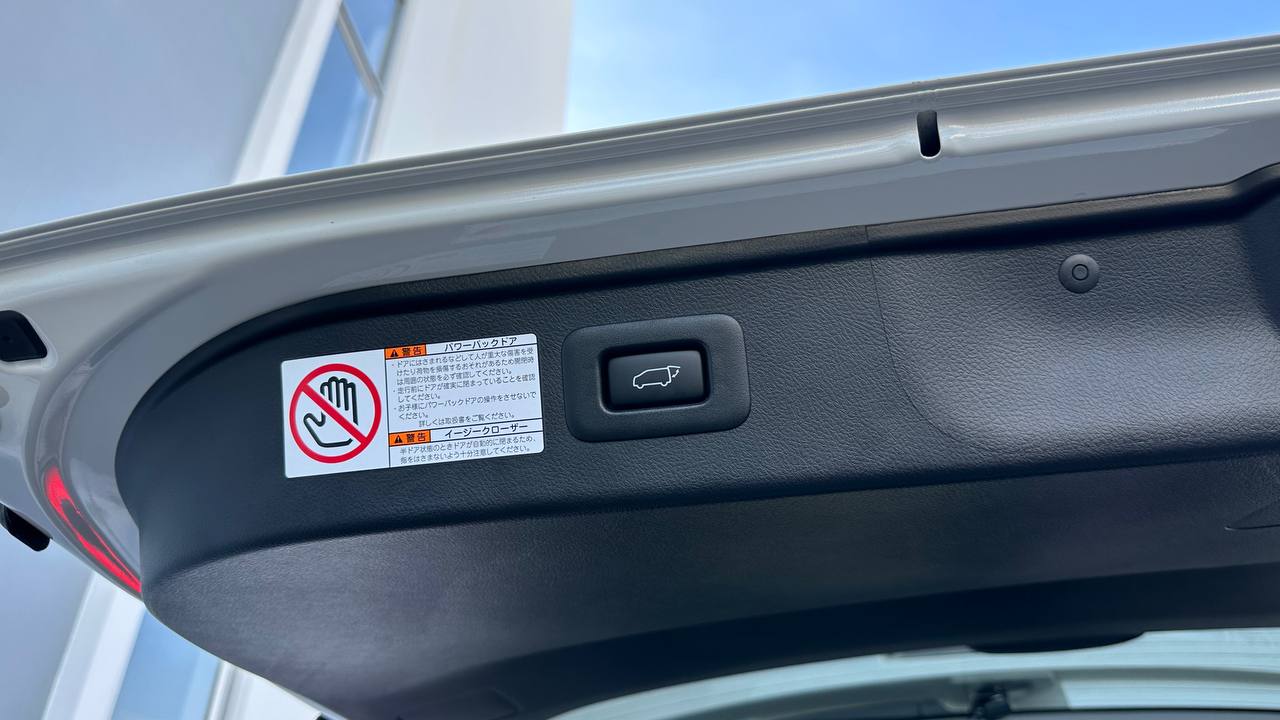 警告 パワーバックドア
・ドアにはさまれるなどして人が重大な傷害を受
けたり荷物を損傷するおそれがあるため開閉時
は周囲の状態を必ず確認してください。
・走行前にドアが確実に閉まっていることを確認
してください。
・お子様にパワーバックドアの操作をさせないで
ください。
詳しくは取扱書をご覧ください。
警告 イージークローザー
半ドア状態のときドアが自動的に閉まるため、
指をはさまないよう十分注意してください。